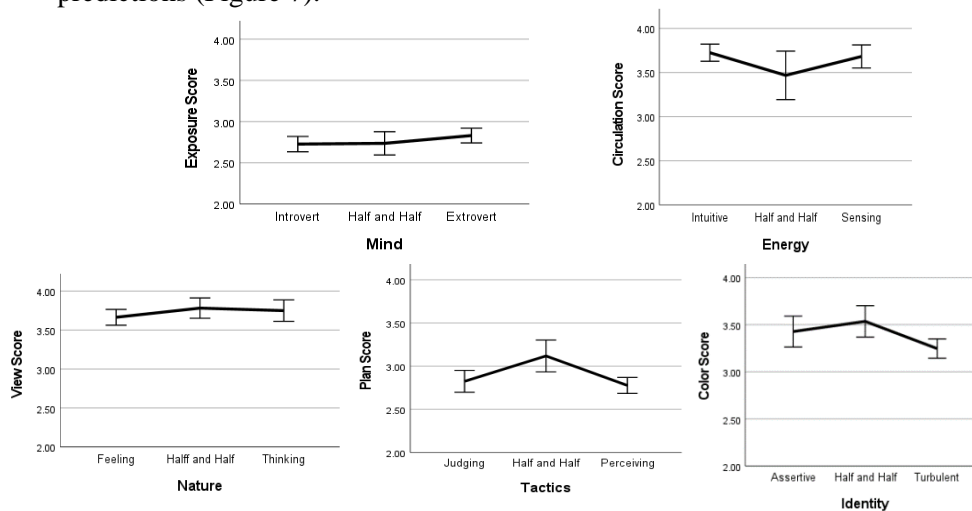 predictions (Figure 7).
4.00
3.50
3.00
2.50
2.00
Exposure Score
Introvert Half and Half Extrovert
Mind
4.00
3.50
3.00
2.50
2.00
Circulation Score
Intuitive Half and Half Sensing
Energy
4.00
3.50
3.00
2.50
2.00
View Score
Feeling Halff and Half Thinking
Nature
4.00
3.50
3.00
2.50
2.00
Plan Score
Judging Half and Half Perceiving
Tactics
4.00
3.50
3.00
2.50
2.00
Color Score
Assertive Half and Half Turbulent
Identity